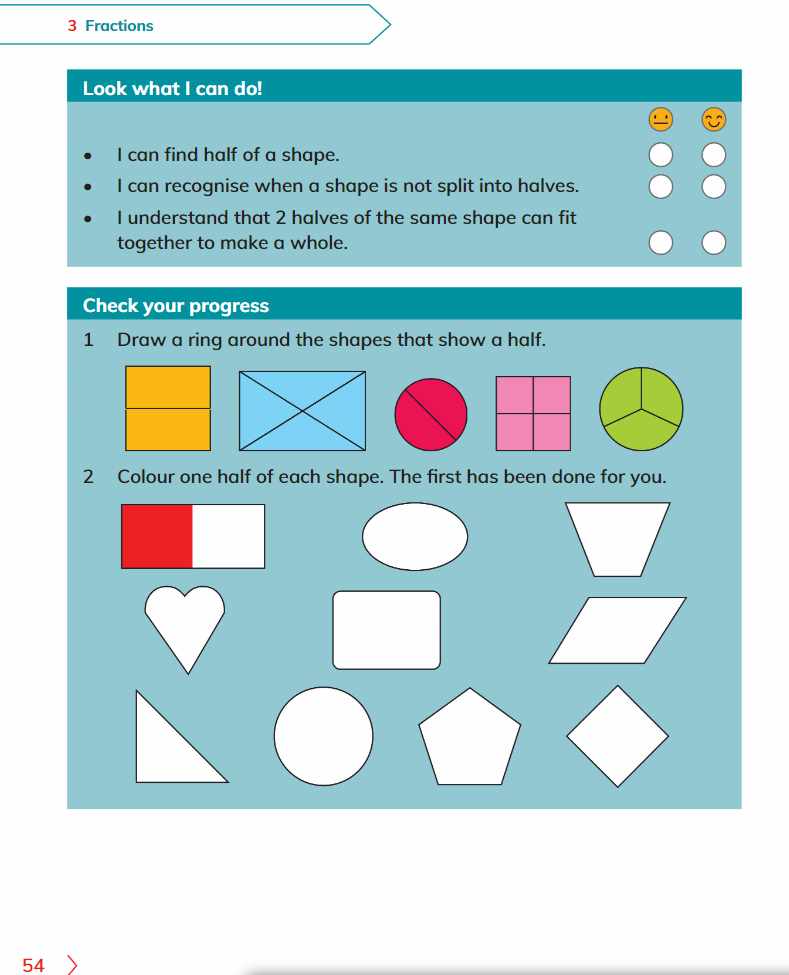 3 Fractions
Look what I can do!
• I can find half of a shape.
• I can recognise when a shape is not split into halves.
• I understand that 2 halves of the same shape can fit
together to make a whole.
Check your progress
1 Draw a ring around the shapes that show a half.
2 Colour one half of each shape. The first has been done for you.
54